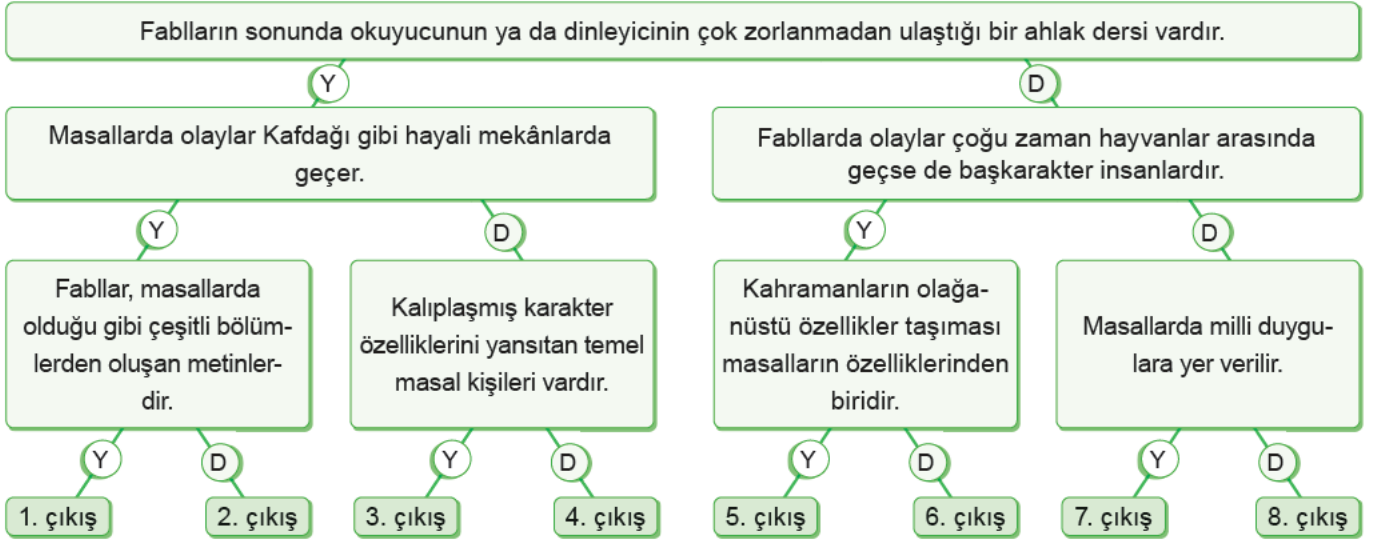 Fablların sonunda okuyucunun ya da dinleyicinin çok zorlanmadan ulaştığı bir ahlak dersi vardır.
Y
D
Masallarda olaylar Kafdağı gibi hayali mekânlarda
geçer.
Fabllarda olaylar çoğu zaman hayvanlar arasında
geçse de başkarakter insanlardır.
Y
D
Y
D
Fabllar, masallarda
olduğu gibi çeşitli bölüm-
lerden oluşan metinler-
dir.
Kalıplaşmış karakter
özelliklerini yansıtan temel
masal kişileri vardır.
Kahramanların olağa-
nüstü özellikler taşıması
masalların özelliklerinden
biridir.
Masallarda milli duygu-
lara yer verilir.
Y
D
Y
D
Y
D
Y
D
1. çıkış
2. çıkış
3. çıkış
4. çıkış
5. çıkış
6. çıkış
7. çıkış
8. çıkış